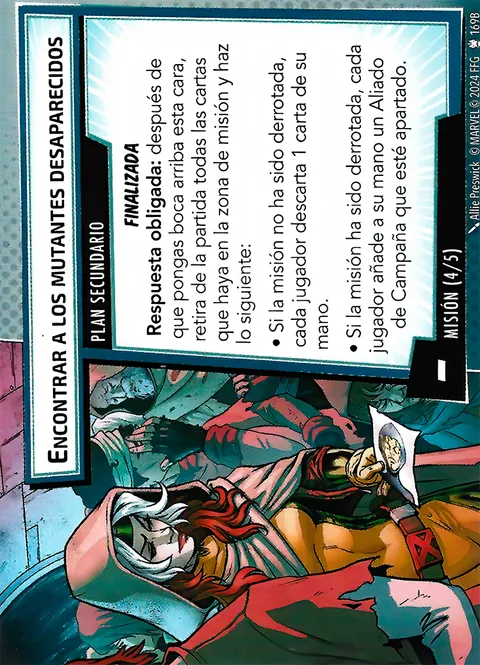 ENCONTRAR A LOS MUTANTES DESAPARECIDOS
PLAN SECUNDARIO
FINALIZADA
Respuesta obligada: después de
que pongas boca arriba esta cara,
retira de la partida todas las cartas
que haya en la zona de misión y haz
lo siguiente:
• Si la misión no ha sido derrotada,
cada jugador descarta 1 carta de su
mano.
• Si la misión ha sido derrotada, cada
jugador añade a su mano un Aliado
de Campaña que esté apartado.
–
MISIÓN (4/5)
Allie Preswick © MARVEL © 2024 FFG 169B